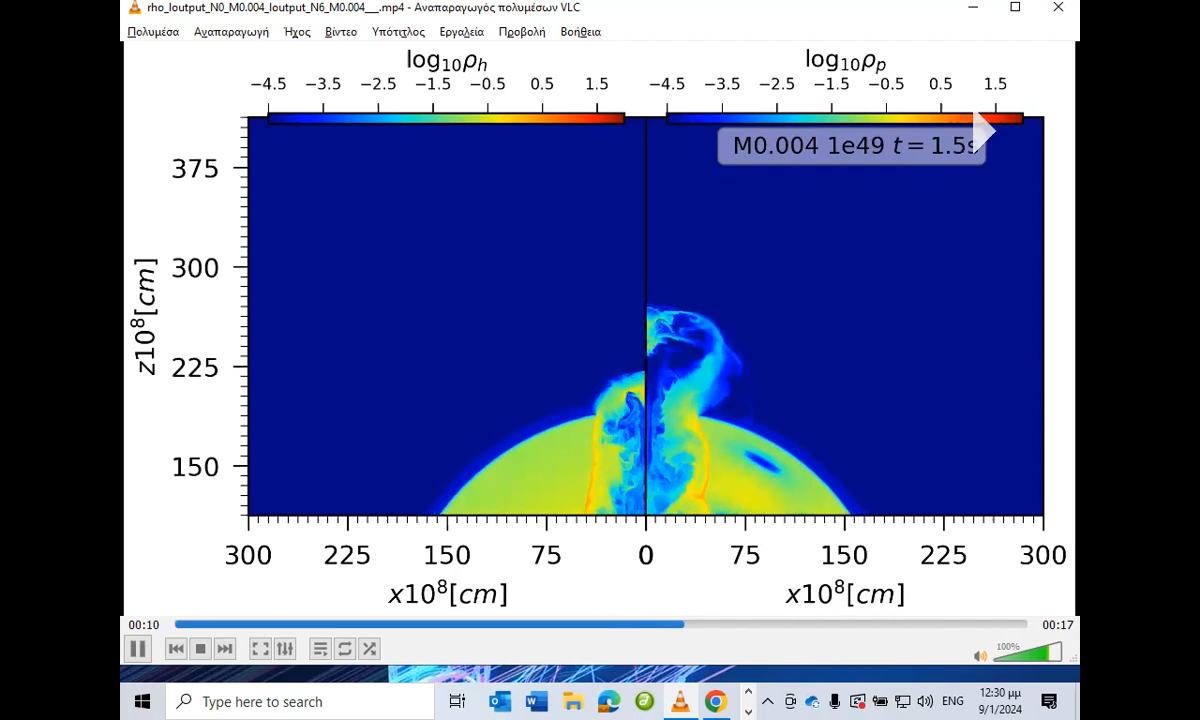 rho_loutput_N0_M0.004_loutput_N6_M0.004__.mp4 - Αναπαραγωγός πολυμέσων VLC
Πολυμέσα Αναπαραγωγή Ήχος Βίντεο Υπότιτλος Εργαλεία Προβολή Βοήθεια
log₁₀ρₕ log₁₀ρₚ
−4.5 −3.5 −2.5 −1.5 −0.5 0.5 1.5 −4.5 −3.5 −2.5 −1.5 −0.5 0.5 1.5
M0.004 1e49 t = 1.5s
375
300
225
150
z10⁸[cm]
300 225 150 75 0 75 150 225 300
x10⁸[cm] x10⁸[cm]
00:10 00:17
100%
Type here to search
ENG
12:30 μμ
9/1/2024